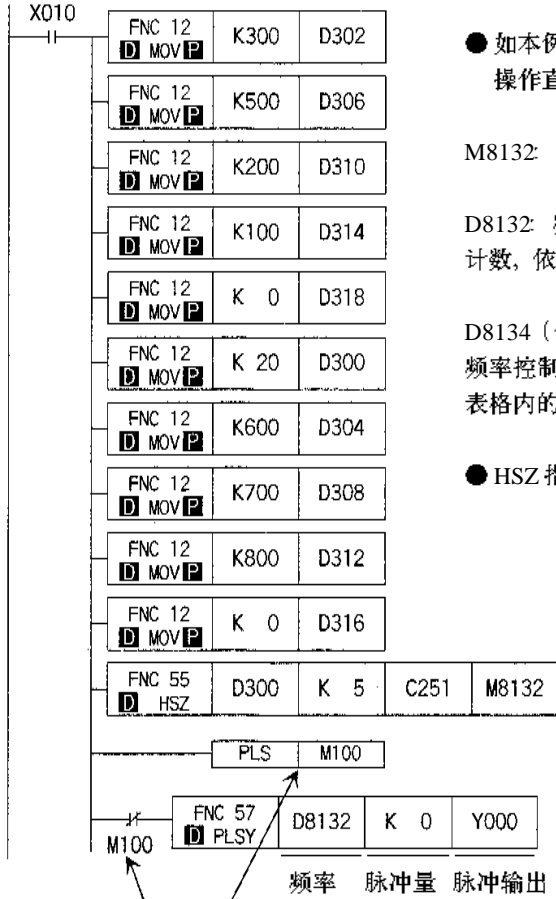 X010
FNC 12
D MOV P K300 D302
● 如本例
操作直
FNC 12
D MOV P K500 D306
M8132:
FNC 12
D MOV P K200 D310
D8132:
计数，依
FNC 12
D MOV P K100 D314
FNC 12
D MOV P K 0 D318
D8134（
频率控制
表格内的
FNC 12
D MOV P K 20 D300
FNC 12
D MOV P K600 D304
● HSZ 指
FNC 12
D MOV P K700 D308
FNC 12
D MOV P K800 D312
FNC 12
D MOV P K 0 D316
FNC 55
D HSZ D300 K 5 C251 M8132
PLS M100
M100
FNC 57
D PLSY D8132 K 0 Y000
频率 脉冲量 脉冲输出